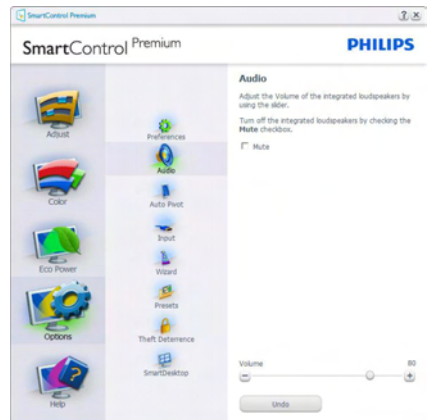 SmartControl Premium
SmartControl Premium
PHILIPS
Adjust
Color
Eco Power
Options
Help
Preferences
Audio
Auto Pivot
Input
Wizard
Presets
Theft Deterrence
SmartDesktop
Audio
Adjust the Volume of the integrated loudspeakers by
using the slider.
Turn off the integrated loudspeakers by checking the
Mute checkbox.
Mute
Volume
80
Undo